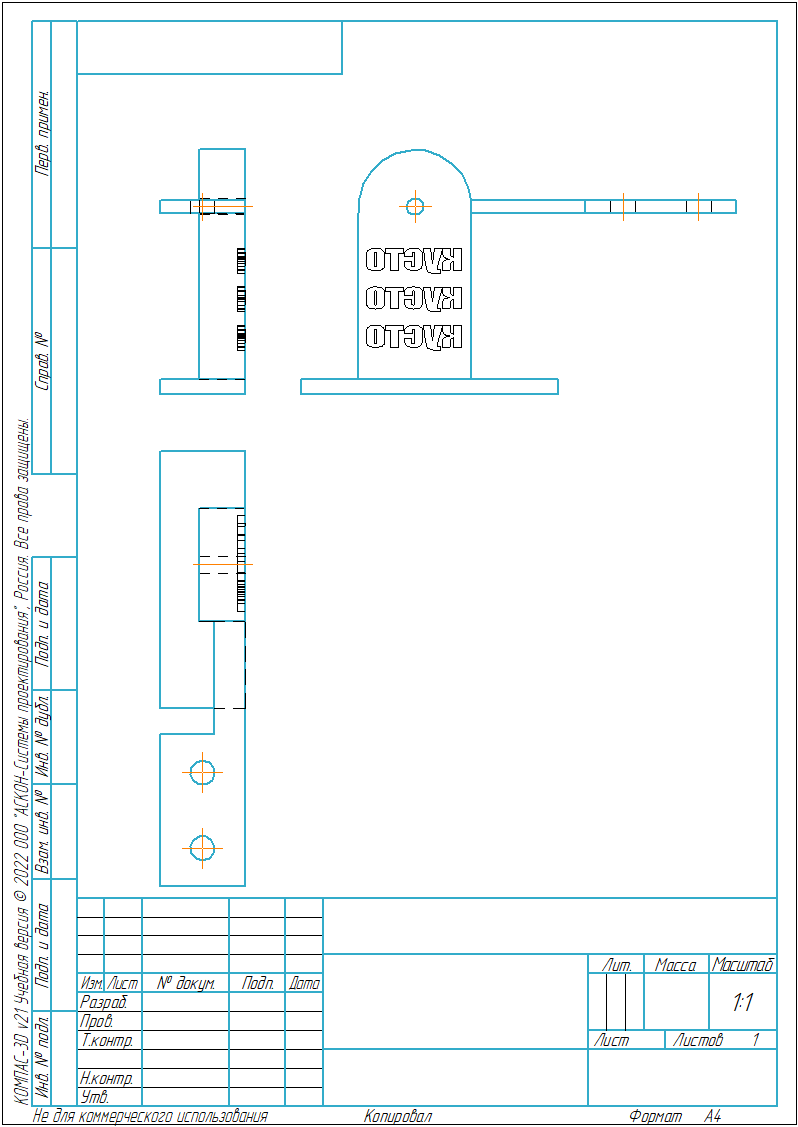 КУСТО
КУСТО
КУСТО
Перв. примен.
Справ. №
Подп. и дата
Инв. № дубл.
Взам. инв. №
Подп. и дата
Инв. № подл.
КОМПАС-3D v21 Учебная версия © 2022 ООО "АСКОН-Системы проектирования", Россия. Все права защищены.
Лит. Масса Масштаб
Изм. Лист № докум. Подп. Дата
Разраб. 1:1
Пров.
Т.контр. Лист Листов 1
Н.контр.
Утв.
Не для коммерческого использования Копировал Формат А4